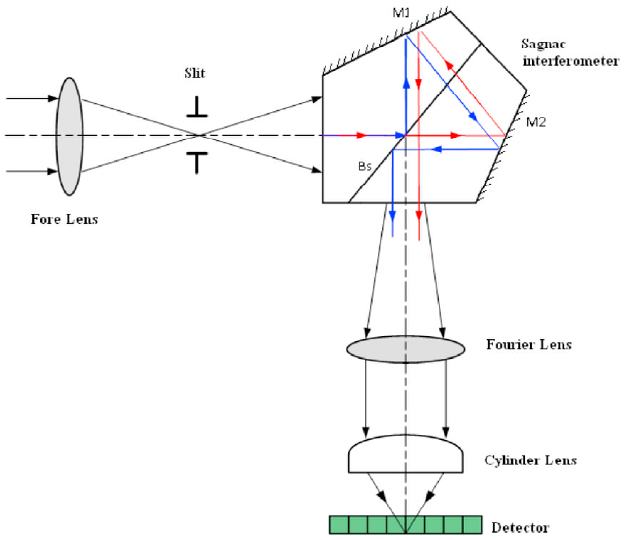 M1
Sagnac
interferometer
Slit
M2
Bs
Fore Lens
Fourier Lens
Cylinder Lens
Detector